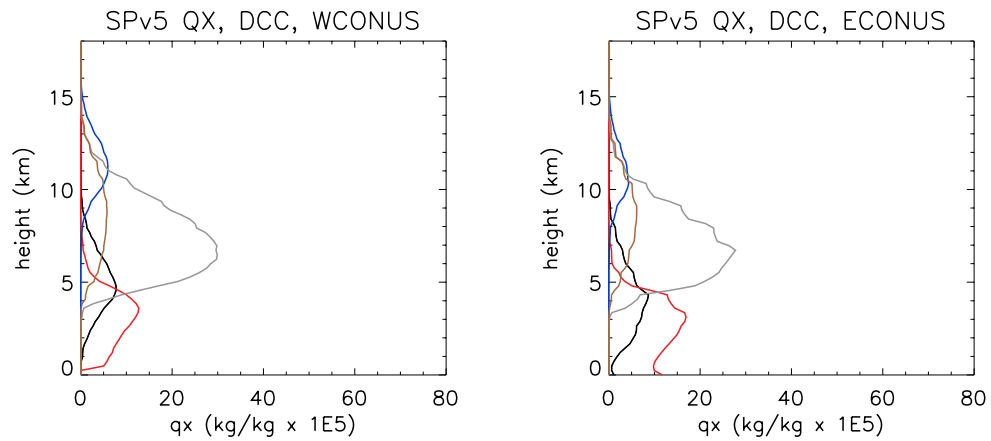 SPv5 QX, DCC, WCONUS
15
10
5
0
height (km)
0 20 40 60 80
qx (kg/kg x 1E5)
SPv5 QX, DCC, ECONUS
15
10
5
0
height (km)
0 20 40 60 80
qx (kg/kg x 1E5)